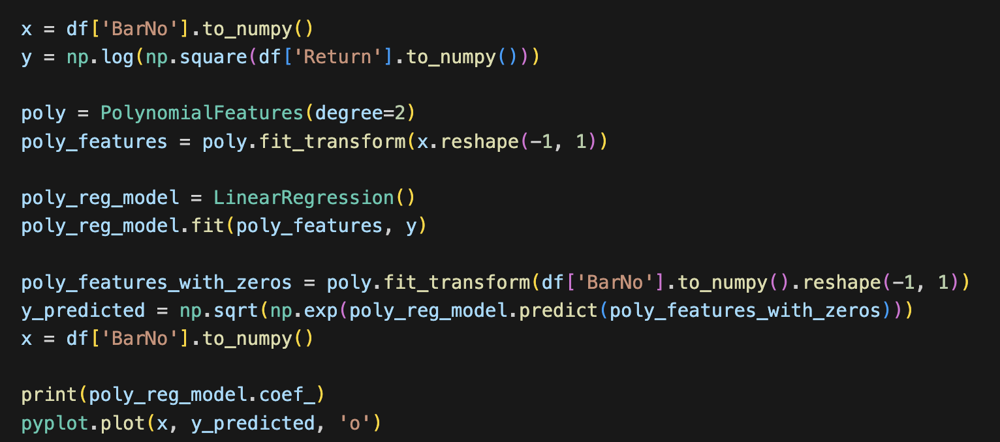 x = df['BarNo'].to_numpy()
y = np.log(np.square(df['Return'].to_numpy()))
poly = PolynomialFeatures(degree=2)
poly_features = poly.fit_transform(x.reshape(-1, 1))
poly_reg_model = LinearRegression()
poly_reg_model.fit(poly_features, y)
poly_features_with_zeros = poly.fit_transform(df['BarNo'].to_numpy().reshape(-1, 1))
y_predicted = np.sqrt(np.exp(poly_reg_model.predict(poly_features_with_zeros)))
x = df['BarNo'].to_numpy()
print(poly_reg_model.coef_)
pyplot.plot(x, y_predicted, 'o')